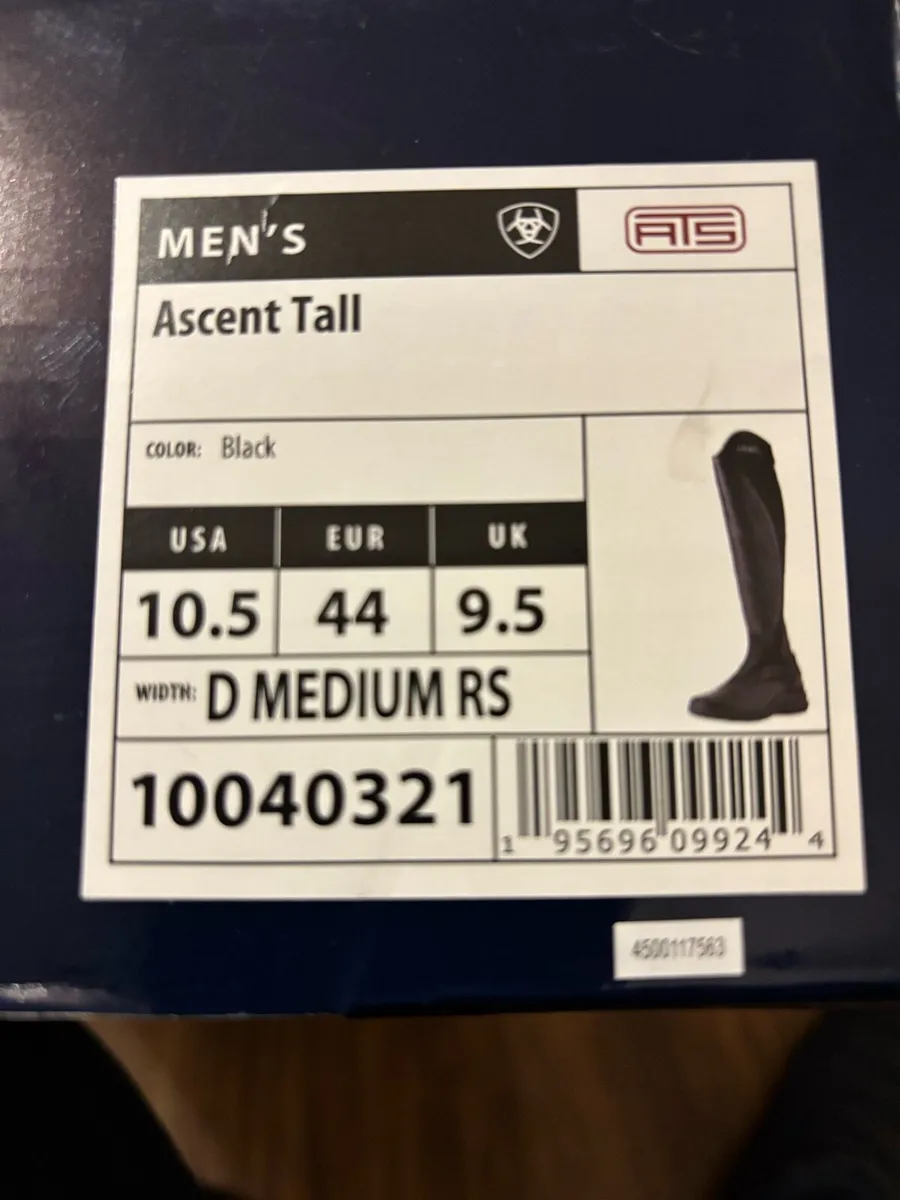 MEN'S
ATS
Ascent Tall
COLOR: Black
USA EUR UK
10.5 44 9.5
WIDTH: D MEDIUM RS
10040321
1 95696 09924 4
4500117563